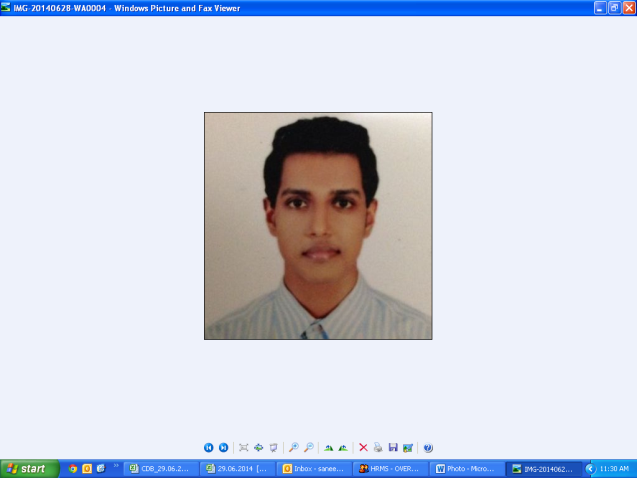 IMG-20140628-WA0004 - Windows Picture and Fax Viewer
start
CDB_29.06.2...
29.06.2014 [...
Inbox - sanee...
HRMS - OVER...
Photo - Micro...
IMG-2014062...
11:30 AM